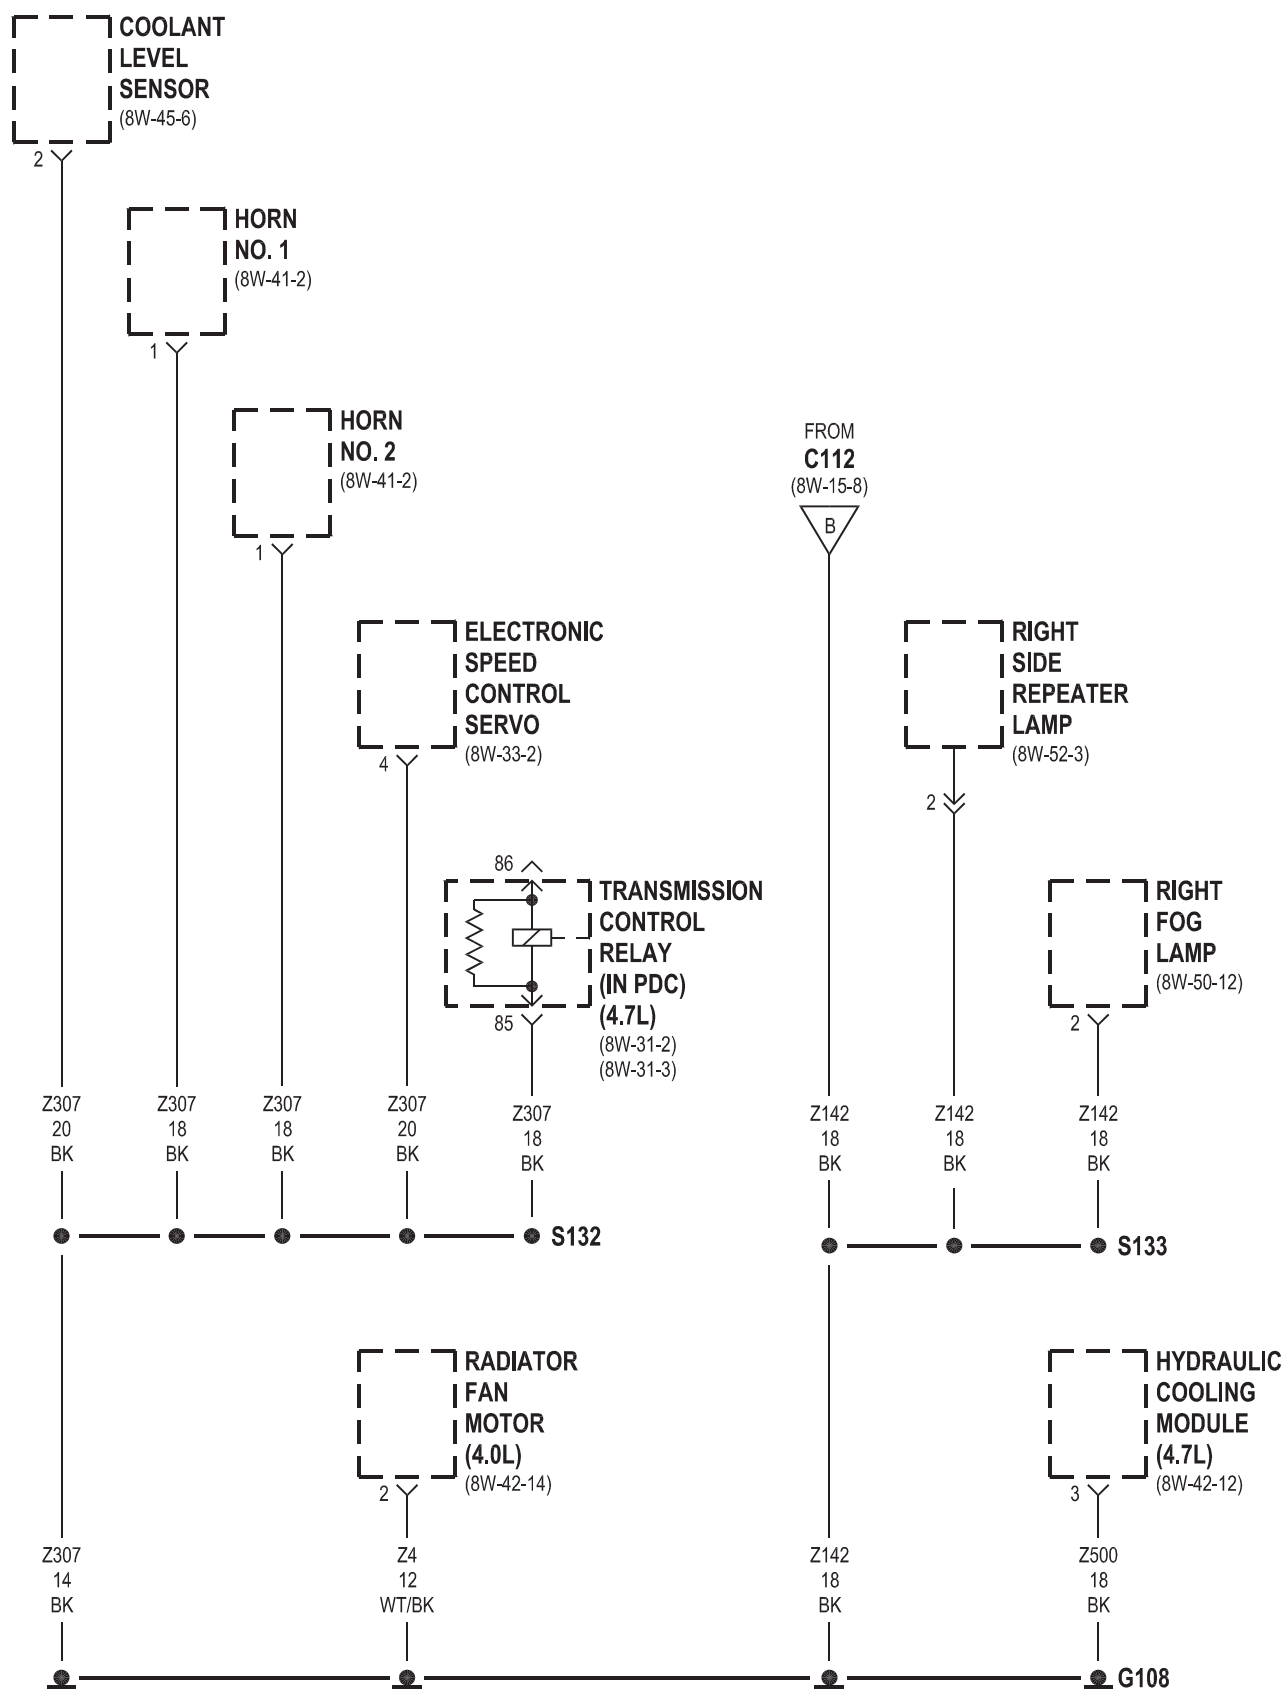 COOLANT
LEVEL
SENSOR
(8W-45-6)
2
HORN
NO. 1
(8W-41-2)
1
HORN
NO. 2
(8W-41-2)
1
FROM
C112
(8W-15-8)
B
ELECTRONIC
SPEED
CONTROL
SERVO
(8W-33-2)
4
RIGHT
SIDE
REPEATER
LAMP
(8W-52-3)
2
86
TRANSMISSION
CONTROL
RELAY
(IN PDC)
(4.7L)
(8W-31-2)
(8W-31-3)
85
RIGHT
FOG
LAMP
(8W-50-12)
2
Z307
20
BK
Z307
18
BK
Z307
18
BK
Z307
20
BK
Z307
18
BK
Z142
18
BK
Z142
18
BK
Z142
18
BK
S132
S133
RADIATOR
FAN
MOTOR
(4.0L)
(8W-42-14)
2
HYDRAULIC
COOLING
MODULE
(4.7L)
(8W-42-12)
3
Z307
14
BK
Z4
12
WT/BK
Z142
18
BK
Z500
18
BK
G108